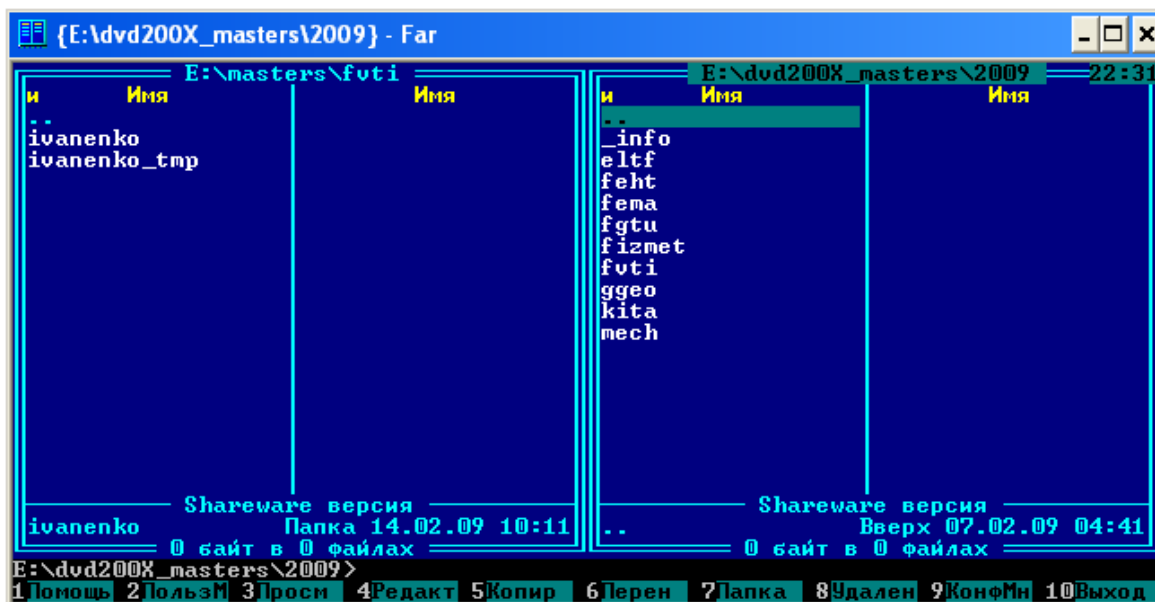 {E:\dvd200X_masters\2009} - Far
E:\masters\fvti
и Имя Имя
..
ivanenko
ivanenko_tmp
Shareware версия
ivanenko Папка 14.02.09 10:11
0 байт в 0 файлах
E:\dvd200X_masters\2009 22:31
и Имя Имя
..
_info
eltf
feht
fema
fgtu
fizmet
fvti
ggeo
kita
mech
Shareware версия
.. Вверх 07.02.09 04:41
0 байт в 0 файлах
E:\dvd200X_masters\2009>
1Помощь 2ПользМ 3Просм 4Редакт 5Копир 6Перен 7Папка 8Удален 9КонфМн 10Выход